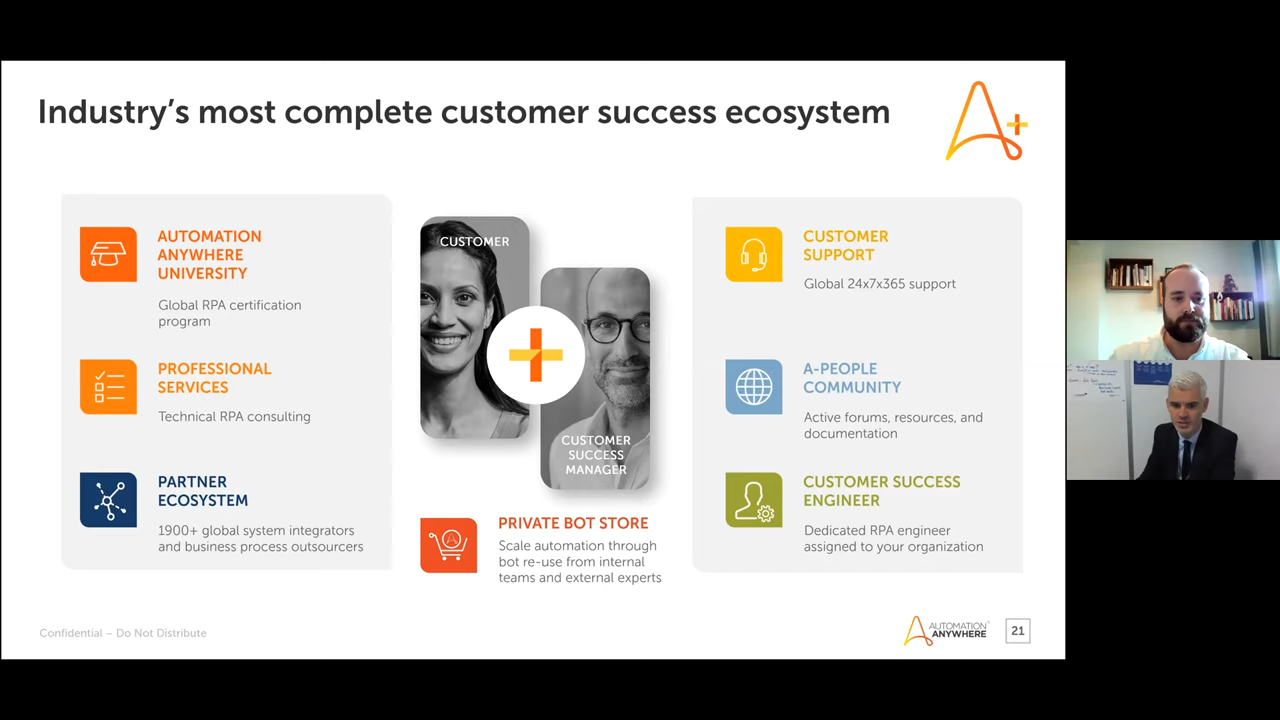 Industry's most complete customer success ecosystem
AUTOMATION
ANYWHERE
UNIVERSITY
Global RPA certification
program
PROFESSIONAL
SERVICES
Technical RPA consulting
PARTNER
ECOSYSTEM
1900+ global system integrators
and business process outsourcers
CUSTOMER
CUSTOMER
SUCCESS
MANAGER
PRIVATE BOT STORE
Scale automation through
bot re-use from internal
teams and external experts
CUSTOMER
SUPPORT
Global 24x7x365 support
A-PEOPLE
COMMUNITY
Active forums, resources, and
documentation
CUSTOMER SUCCESS
ENGINEER
Dedicated RPA engineer
assigned to your organization
Confidential – Do Not Distribute
AUTOMATION
ANYWHERE
21